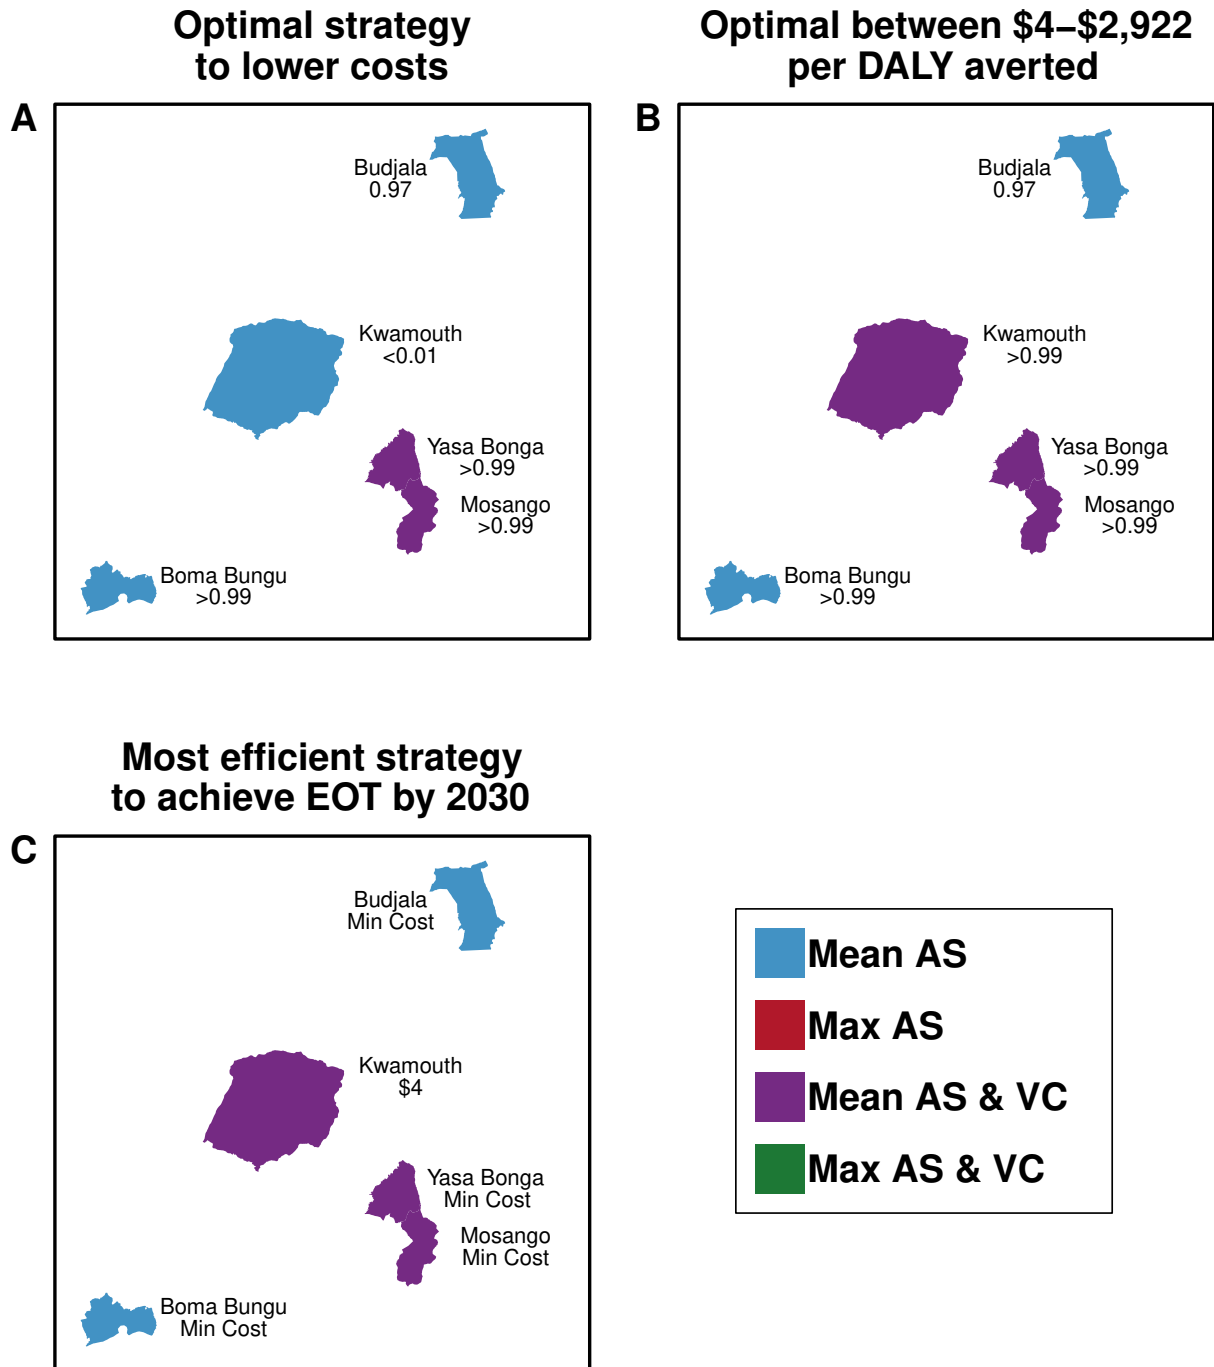 Optimal strategy
to lower costs
A
Budjala
0.97
Kwamouth
<0.01
Yasa Bonga
>0.99
Mosango
>0.99
Boma Bungu
>0.99
Optimal between $4–$2,922
per DALY averted
B
Budjala
0.97
Kwamouth
>0.99
Yasa Bonga
>0.99
Mosango
>0.99
Boma Bungu
>0.99
Most efficient strategy
to achieve EOT by 2030
C
Budjala
Min Cost
Kwamouth
$4
Yasa Bonga
Min Cost
Mosango
Min Cost
Boma Bungu
Min Cost
Mean AS
Max AS
Mean AS & VC
Max AS & VC